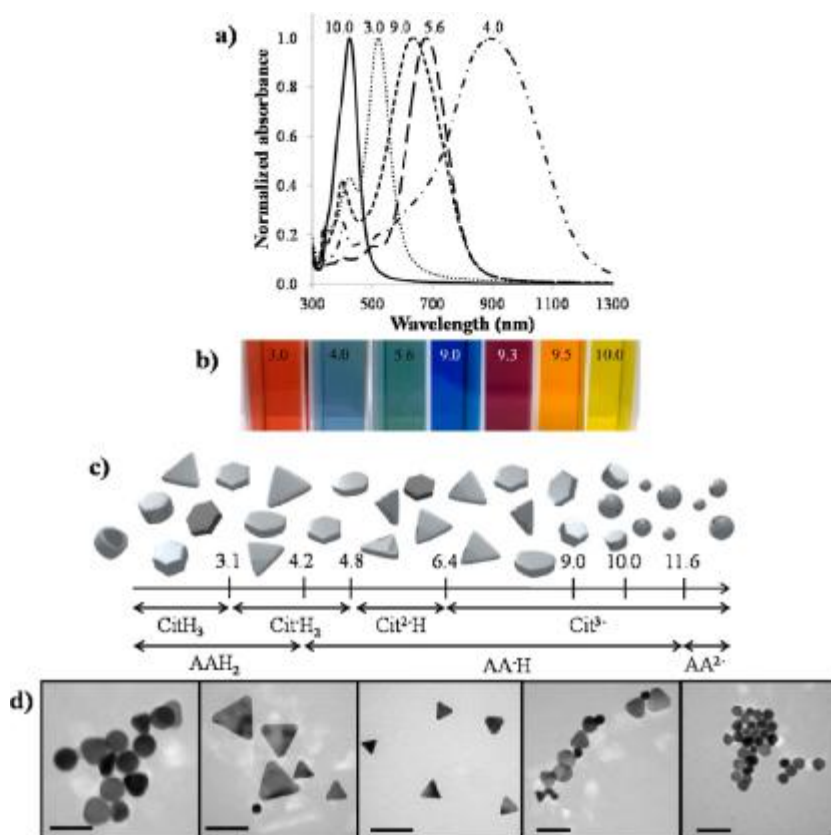 a)
10.0 3.0 9.0 5.6 4.0
1.0
0.8
0.6
0.4
0.2
0.0
Normalized absorbance
300 500 700 900 1100 1300
Wavelength (nm)
b)
3.0 4.0 5.6 9.0 9.3 9.5 10.0
c)
3.1 4.2 4.8 6.4 9.0 10.0 11.6
CitH₃ Cit⁻H₂ Cit²⁻H Cit³⁻
AAH₂ AA⁻H AA²⁻
d)